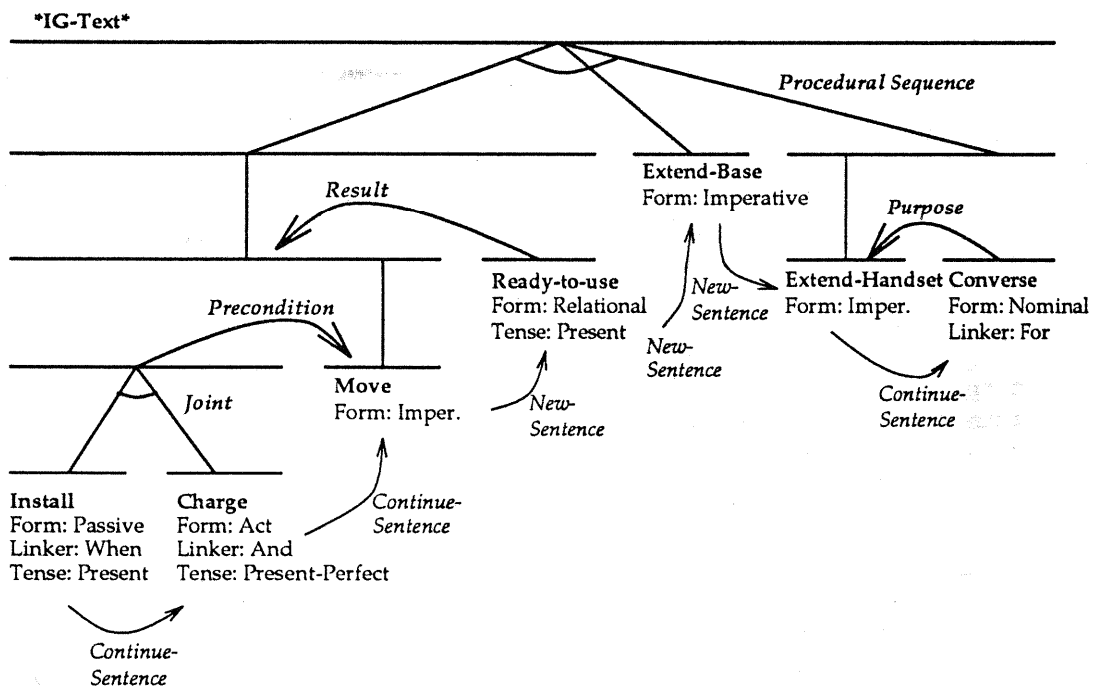 *IG-Text*
Procedural Sequence
Extend-Base
Form: Imperative
Result
Purpose
Ready-to-use
Form: Relational
Tense: Present
New-
Sentence
Extend-Handset
Form: Imper.
Converse
Form: Nominal
Linker: For
Precondition
New-
Sentence
Move
Form: Imper.
Joint
New-
Sentence
Continue-
Sentence
Install
Form: Passive
Linker: When
Tense: Present
Charge
Form: Act
Linker: And
Tense: Present-Perfect
Continue-
Sentence
Continue-
Sentence